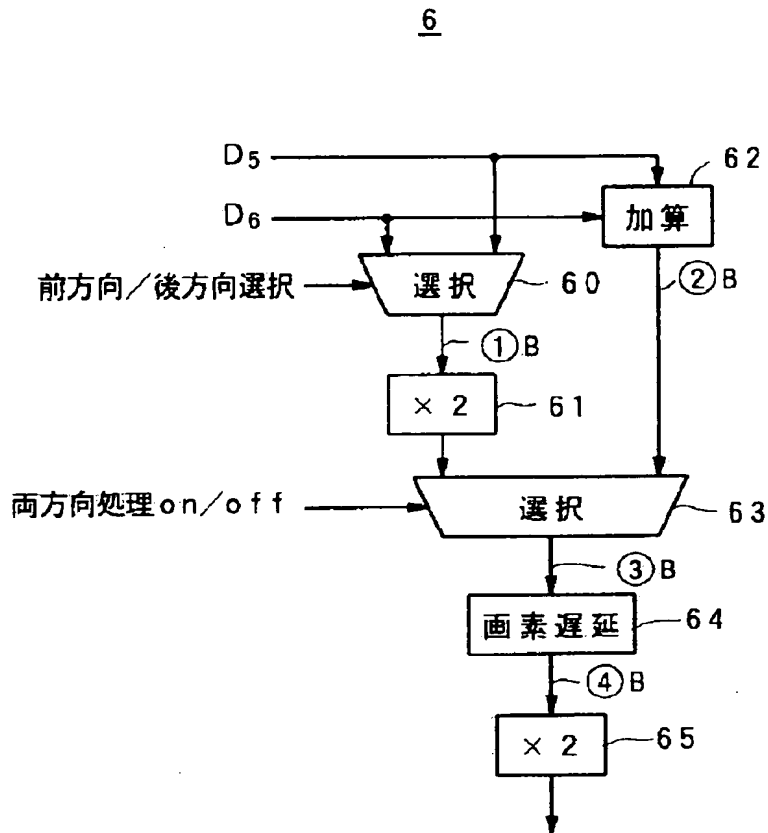 6
D5
62
D6
加算
前方向／後方向選択
選択
60
②B
①B
×2
61
両方向処理on／off
選択
63
③B
画素遅延
64
④B
×2
65